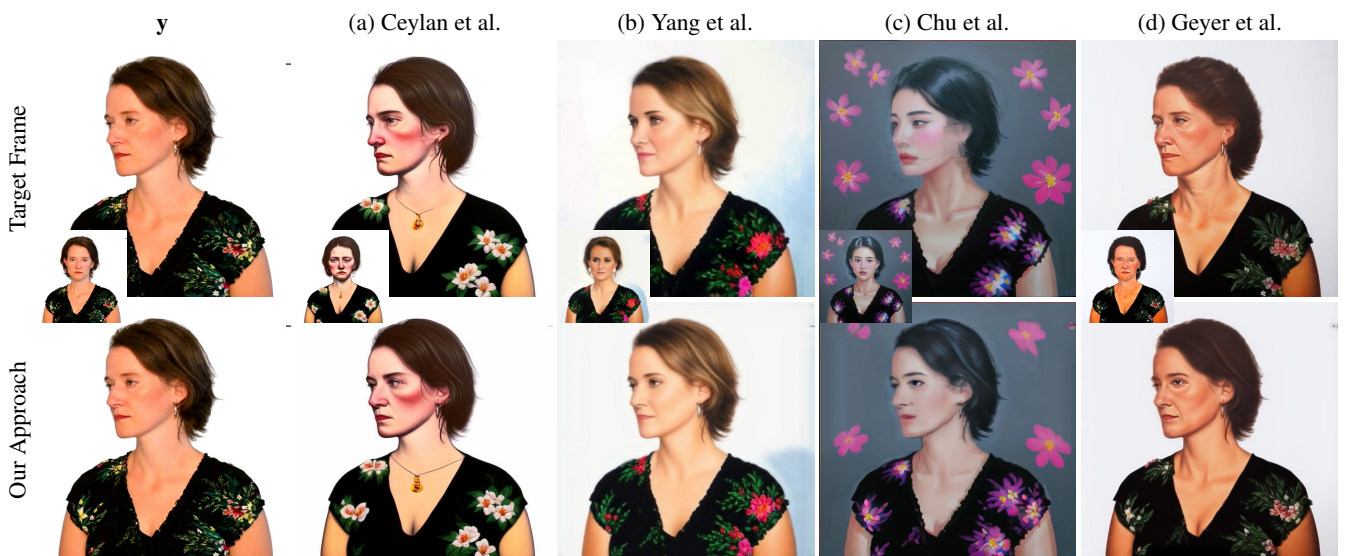 y (a) Ceylan et al. (b) Yang et al. (c) Chu et al. (d) Geyer et al.
Target Frame
Our Approach